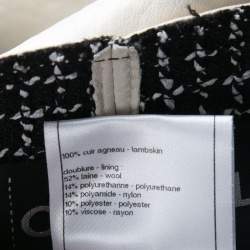 100% cuir agneau - lambskin
doublure - lining :
52% laine - wool
14% polyurethanne - polyurethane
14% polyamide - nylon
10% polyester - polyester
10% viscose - rayon